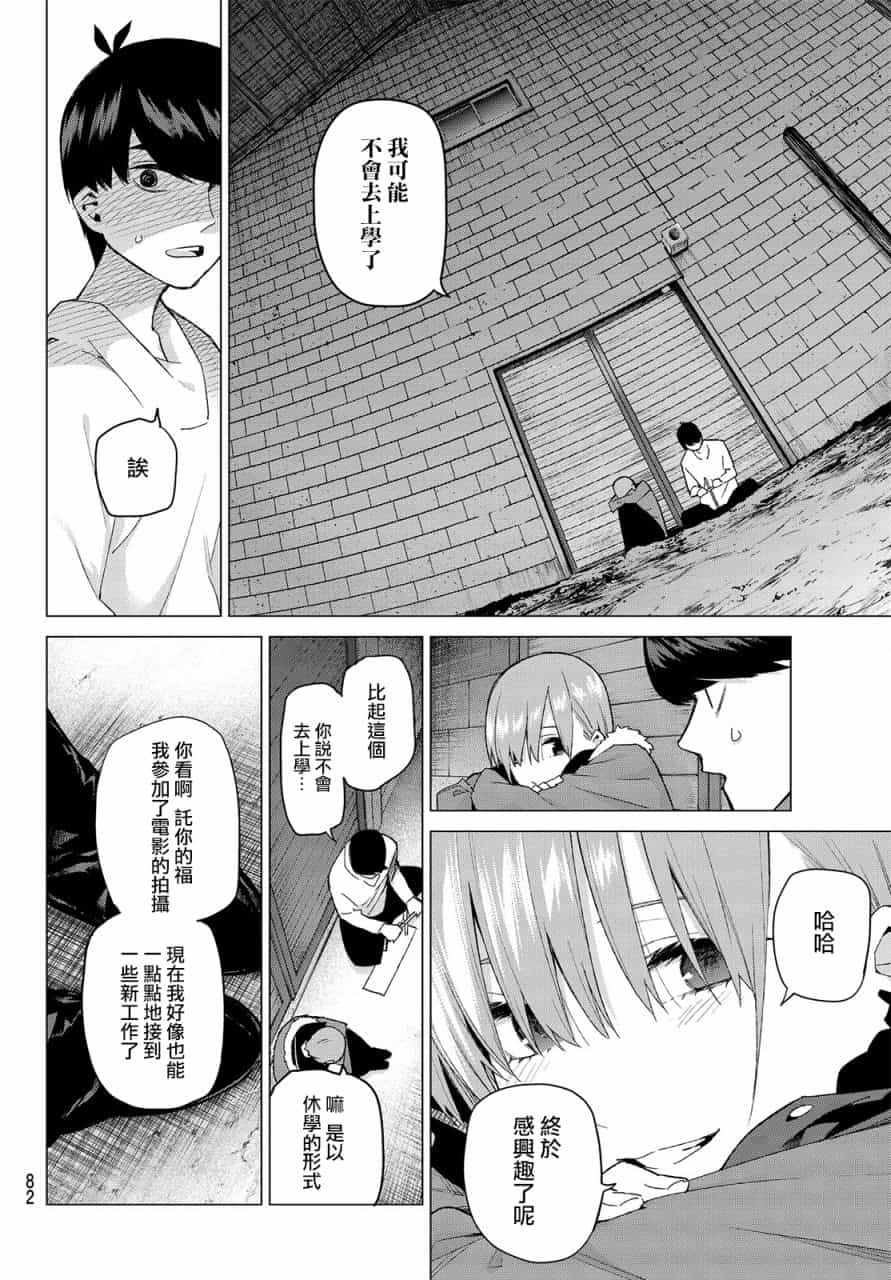 我可能
不會去上學了
誒
哈哈
終於
感興趣了呢
比起這個
你説不會
去上學…
嘛 是以
休學的形式
你看啊 託你的福
我參加了電影的拍攝
現在我好像也能
一點點地接到
一些新工作了
82